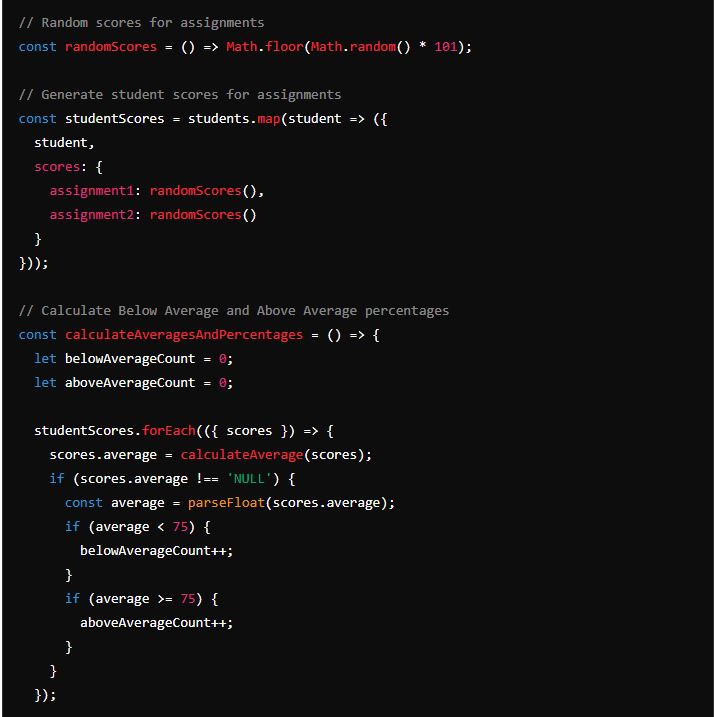 // Random scores for assignments
const randomScores = () => Math.floor(Math.random() * 101);

// Generate student scores for assignments
const studentScores = students.map(student => ({
  student,
  scores: {
    assignment1: randomScores(),
    assignment2: randomScores()
  }
}));

// Calculate Below Average and Above Average percentages
const calculateAveragesAndPercentages = () => {
  let belowAverageCount = 0;
  let aboveAverageCount = 0;

  studentScores.forEach(({ scores }) => {
    scores.average = calculateAverage(scores);
    if (scores.average !== 'NULL') {
      const average = parseFloat(scores.average);
      if (average < 75) {
        belowAverageCount++;
      }
      if (average >= 75) {
        aboveAverageCount++;
      }
    }
  });